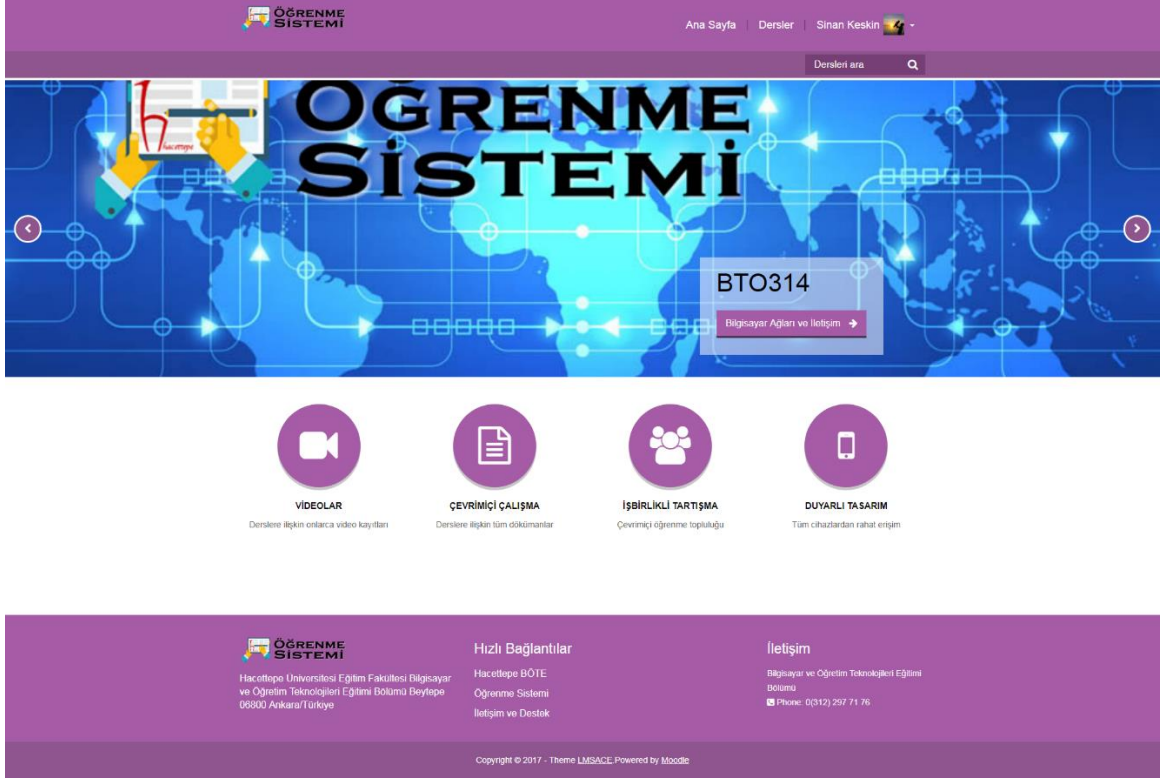 ÖĞRENME
SİSTEMİ
Ana Sayfa
Dersler
Sinan Keskin
Dersleri ara
h
hacettepe
ÖĞRENME
SİSTEMİ
BTO314
Bilgisayar Ağları ve İletişim
VİDEOLAR
Derslere ilişkin onlarca video kayıtları
ÇEVRİMİÇİ ÇALIŞMA
Derslere ilişkin tüm dökümanlar
İŞBİRLİKLİ TARTIŞMA
Çevrimiçi öğrenme topluluğu
DUYARLI TASARIM
Tüm cihazlardan rahat erişim
ÖĞRENME
SİSTEMİ
Hacettepe Üniversitesi Eğitim Fakültesi Bilgisayar
ve Öğretim Teknolojileri Eğitimi Bölümü Beytepe
06800 Ankara/Türkiye
Hızlı Bağlantılar
Hacettepe BÖTE
Öğrenme Sistemi
İletişim ve Destek
İletişim
Bilgisayar ve Öğretim Teknolojileri Eğitimi
Bölümü
Phone: 0(312) 297 71 76
Copyright © 2017 - Theme LMSACE.Powered by Moodle